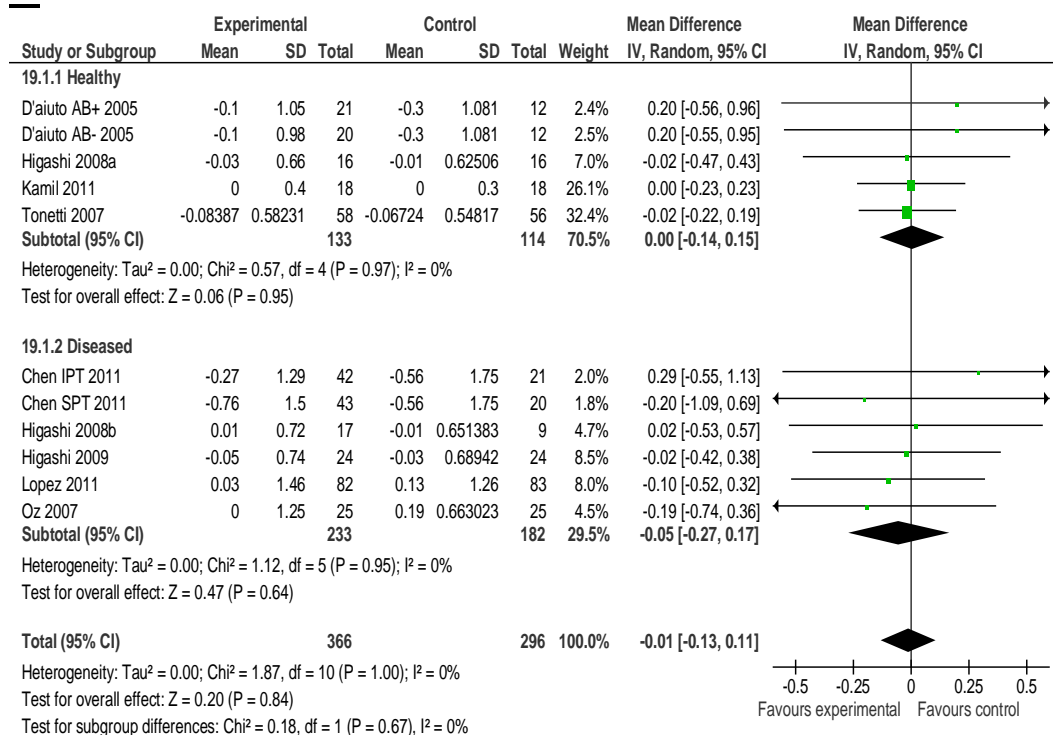 Experimental Control Mean Difference Mean Difference
Study or Subgroup Mean SD Total Mean SD Total Weight IV, Random, 95% CI IV, Random, 95% CI
19.1.1 Healthy
D'aiuto AB+ 2005 -0.1 1.05 21 -0.3 1.081 12 2.4% 0.20 [-0.56, 0.96]
D'aiuto AB- 2005 -0.1 0.98 20 -0.3 1.081 12 2.5% 0.20 [-0.55, 0.95]
Higashi 2008a -0.03 0.66 16 -0.01 0.62506 16 7.0% -0.02 [-0.47, 0.43]
Kamil 2011 0 0.4 18 0 0.3 18 26.1% 0.00 [-0.23, 0.23]
Tonetti 2007 -0.08387 0.58231 58 -0.06724 0.54817 56 32.4% -0.02 [-0.22, 0.19]
Subtotal (95% CI) 133 114 70.5% 0.00 [-0.14, 0.15]
Heterogeneity: Tau² = 0.00; Chi² = 0.57, df = 4 (P = 0.97); I² = 0%
Test for overall effect: Z = 0.06 (P = 0.95)
19.1.2 Diseased
Chen IPT 2011 -0.27 1.29 42 -0.56 1.75 21 2.0% 0.29 [-0.55, 1.13]
Chen SPT 2011 -0.76 1.5 43 -0.56 1.75 20 1.8% -0.20 [-1.09, 0.69]
Higashi 2008b 0.01 0.72 17 -0.01 0.651383 9 4.7% 0.02 [-0.53, 0.57]
Higashi 2009 -0.05 0.74 24 -0.03 0.68942 24 8.5% -0.02 [-0.42, 0.38]
Lopez 2011 0.03 1.46 82 0.13 1.26 83 8.0% -0.10 [-0.52, 0.32]
Oz 2007 0 1.25 25 0.19 0.663023 25 4.5% -0.19 [-0.74, 0.36]
Subtotal (95% CI) 233 182 29.5% -0.05 [-0.27, 0.17]
Heterogeneity: Tau² = 0.00; Chi² = 1.12, df = 5 (P = 0.95); I² = 0%
Test for overall effect: Z = 0.47 (P = 0.64)
Total (95% CI) 366 296 100.0% -0.01 [-0.13, 0.11]
Heterogeneity: Tau² = 0.00; Chi² = 1.87, df = 10 (P = 1.00); I² = 0%
Test for overall effect: Z = 0.20 (P = 0.84)
Test for subgroup differences: Chi² = 0.18, df = 1 (P = 0.67), I² = 0%
-0.5 -0.25 0 0.25 0.5
Favours experimental Favours control